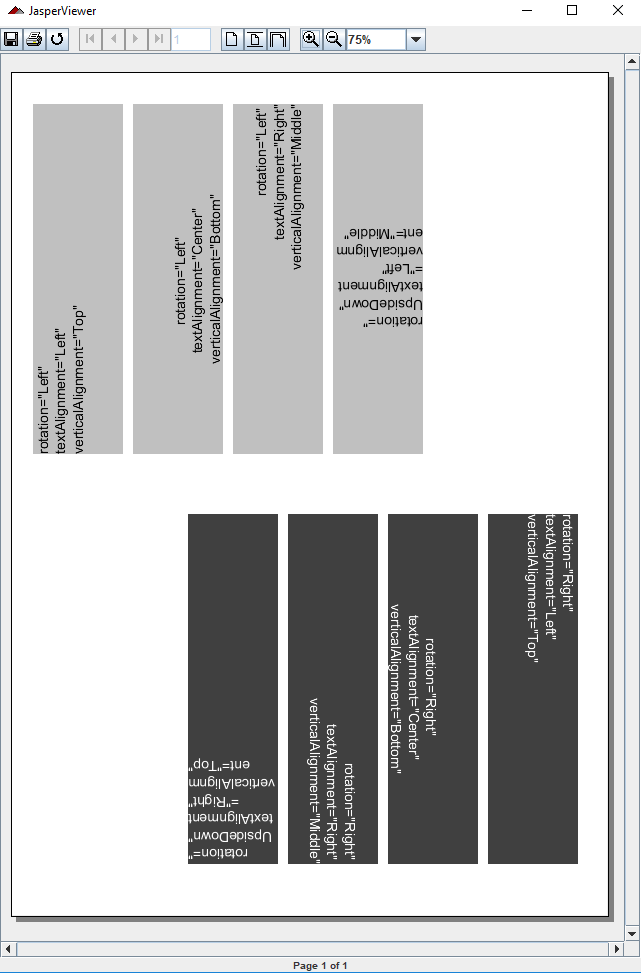 JasperViewer
1
75%
rotation="Left"
textAlignment="Left"
verticalAlignment="Top"
rotation="Left"
textAlignment="Center"
verticalAlignment="Bottom"
rotation="Left"
textAlignment="Right"
verticalAlignment="Middle"
rotation="
UpsideDown"
textAlignment
="Left"
verticalAlignm
ent="Middle"
rotation="
UpsideDown"
textAlignment
="Right"
verticalAlignm
ent="Top"
rotation="Right"
textAlignment="Right"
verticalAlignment="Middle"
rotation="Right"
textAlignment="Center"
verticalAlignment="Bottom"
rotation="Right"
textAlignment="Left"
verticalAlignment="Top"
Page 1 of 1